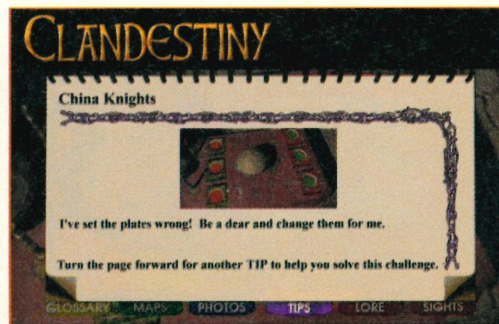 CLANDESTINY
China Knights
I've set the plates wrong! Be a dear and change them for me.
Turn the page forward for another TIP to help you solve this challenge.
GLOSSARY MAPS PHOTOS TIPS LORE SIGHTS